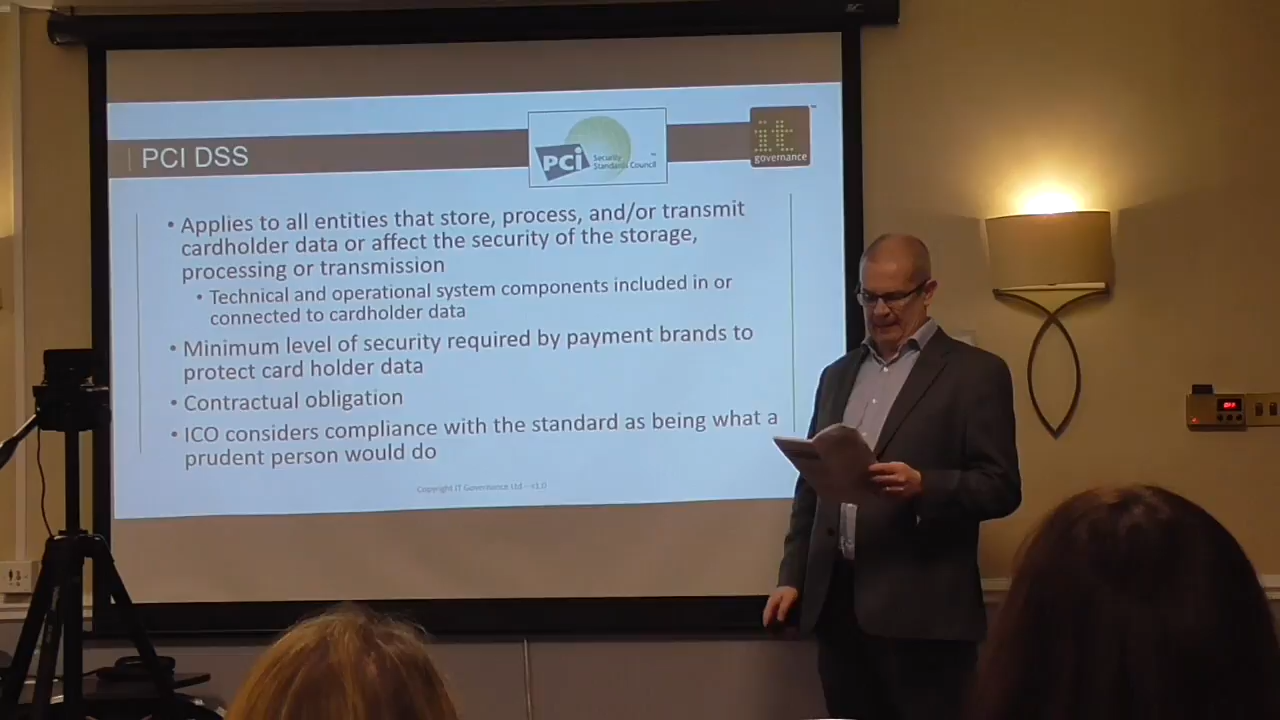 PCI DSS
PCI Security
Standards Council
it
governance
• Applies to all entities that store, process, and/or transmit
cardholder data or affect the security of the storage,
processing or transmission
• Technical and operational system components included in or
connected to cardholder data
• Minimum level of security required by payment brands to
protect card holder data
• Contractual obligation
• ICO considers compliance with the standard as being what a
prudent person would do
Copyright IT Governance Ltd – v1.0